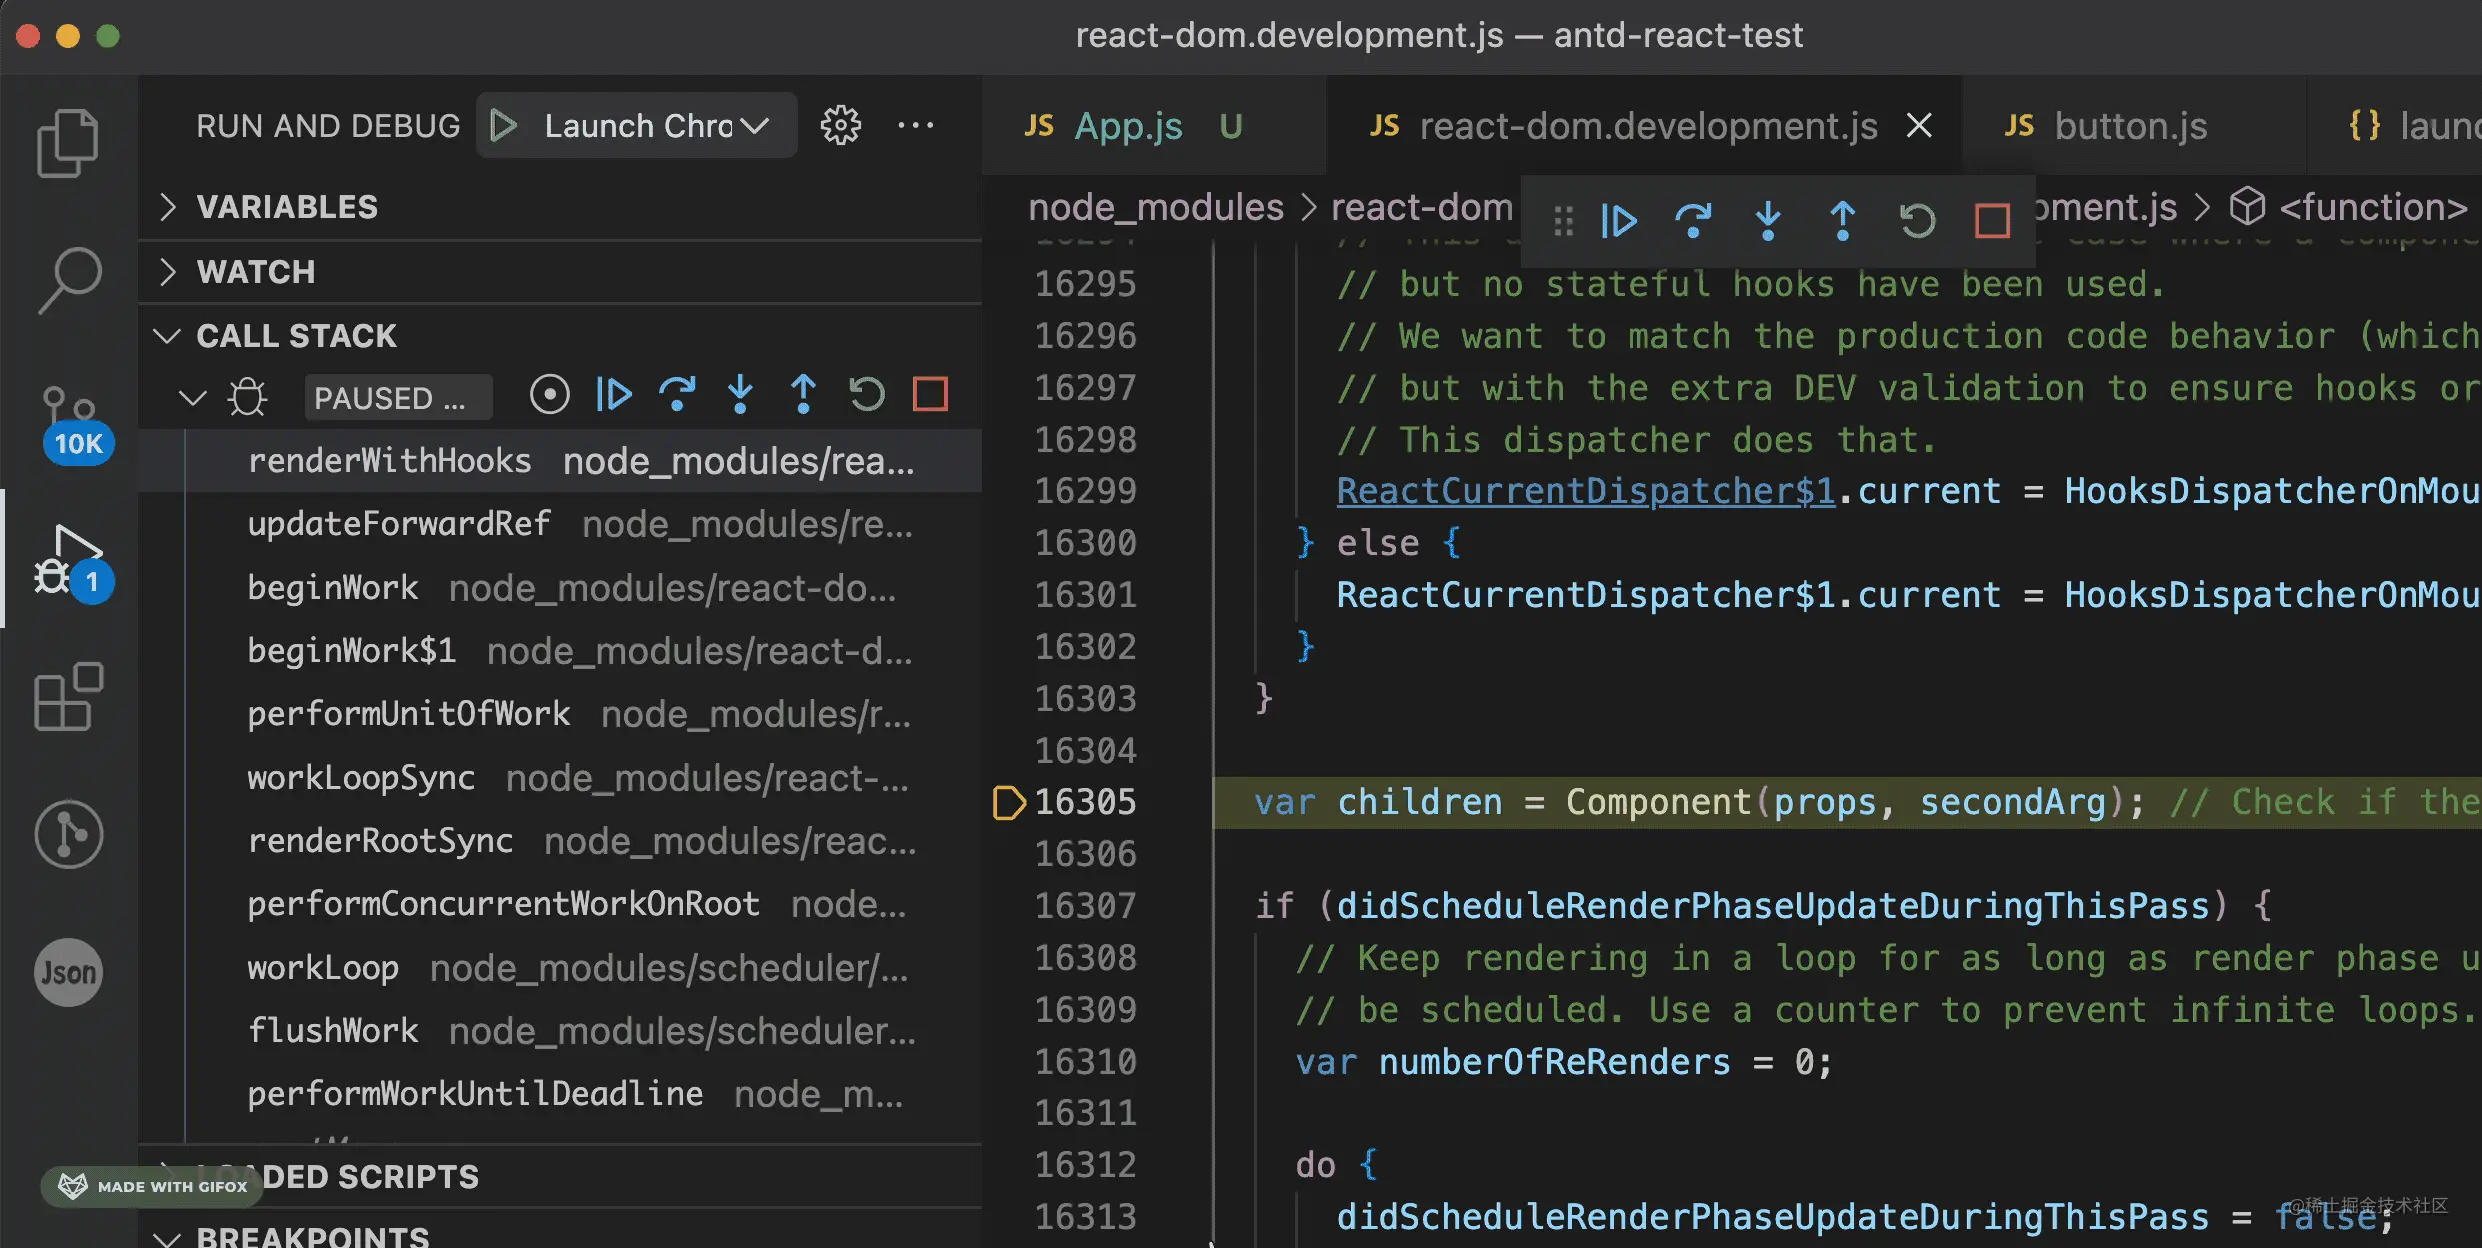 react-dom.development.js — antd-react-test
RUN AND DEBUG
Launch Chro
JS App.js U
JS react-dom.development.js
JS button.js
{} laun
VARIABLES
WATCH
CALL STACK
PAUSED ...
renderWithHooks node_modules/rea...
updateForwardRef node_modules/re...
beginWork node_modules/react-do...
beginWork$1 node_modules/react-d...
performUnitOfWork node_modules/r...
workLoopSync node_modules/react-...
renderRootSync node_modules/reac...
performConcurrentWorkOnRoot node...
workLoop node_modules/scheduler/...
flushWork node_modules/scheduler...
performWorkUntilDeadline node_m...
DED SCRIPTS
BREAKPOINTS
10K
1
Json
MADE WITH GIFOX
node_modules > react-dom
pment.js > <function>
16295 // but no stateful hooks have been used.
16296 // We want to match the production code behavior (which
16297 // but with the extra DEV validation to ensure hooks or
16298 // This dispatcher does that.
16299 ReactCurrentDispatcher$1.current = HooksDispatcherOnMou
16300 } else {
16301 ReactCurrentDispatcher$1.current = HooksDispatcherOnMou
16302 }
16303 }
16304
16305 var children = Component(props, secondArg); // Check if the
16306
16307 if (didScheduleRenderPhaseUpdateDuringThisPass) {
16308 // Keep rendering in a loop for as long as render phase u
16309 // be scheduled. Use a counter to prevent infinite loops.
16310 var numberOfReRenders = 0;
16311
16312 do {
16313 didScheduleRenderPhaseUpdateDuringThisPass = false;
@稀土掘金技术社区